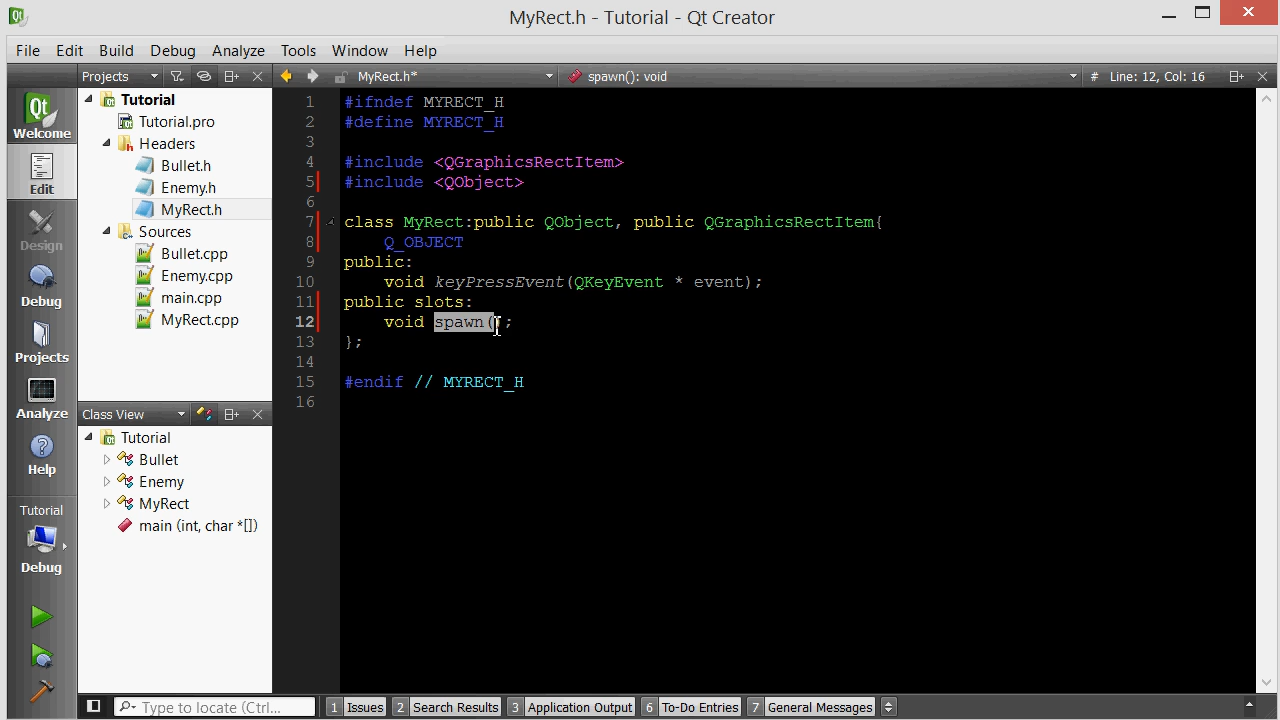 MyRect.h - Tutorial - Qt Creator
File Edit Build Debug Analyze Tools Window Help
Projects MyRect.h* spawn(): void # Line: 12, Col: 16
Welcome
Edit
Design
Debug
Projects
Analyze
Help
Tutorial
Debug
Tutorial
Tutorial.pro
Headers
Bullet.h
Enemy.h
MyRect.h
Sources
Bullet.cpp
Enemy.cpp
main.cpp
MyRect.cpp
Class View
Tutorial
Bullet
Enemy
MyRect
main (int, char *[])
1 #ifndef MYRECT_H
2 #define MYRECT_H
3
4 #include <QGraphicsRectItem>
5 #include <QObject>
6
7 class MyRect:public QObject, public QGraphicsRectItem{
8 Q_OBJECT
9 public:
10 void keyPressEvent(QKeyEvent * event);
11 public slots:
12 void spawn();
13 };
14
15 #endif // MYRECT_H
16
Type to locate (Ctrl... 1 Issues 2 Search Results 3 Application Output 6 To-Do Entries 7 General Messages